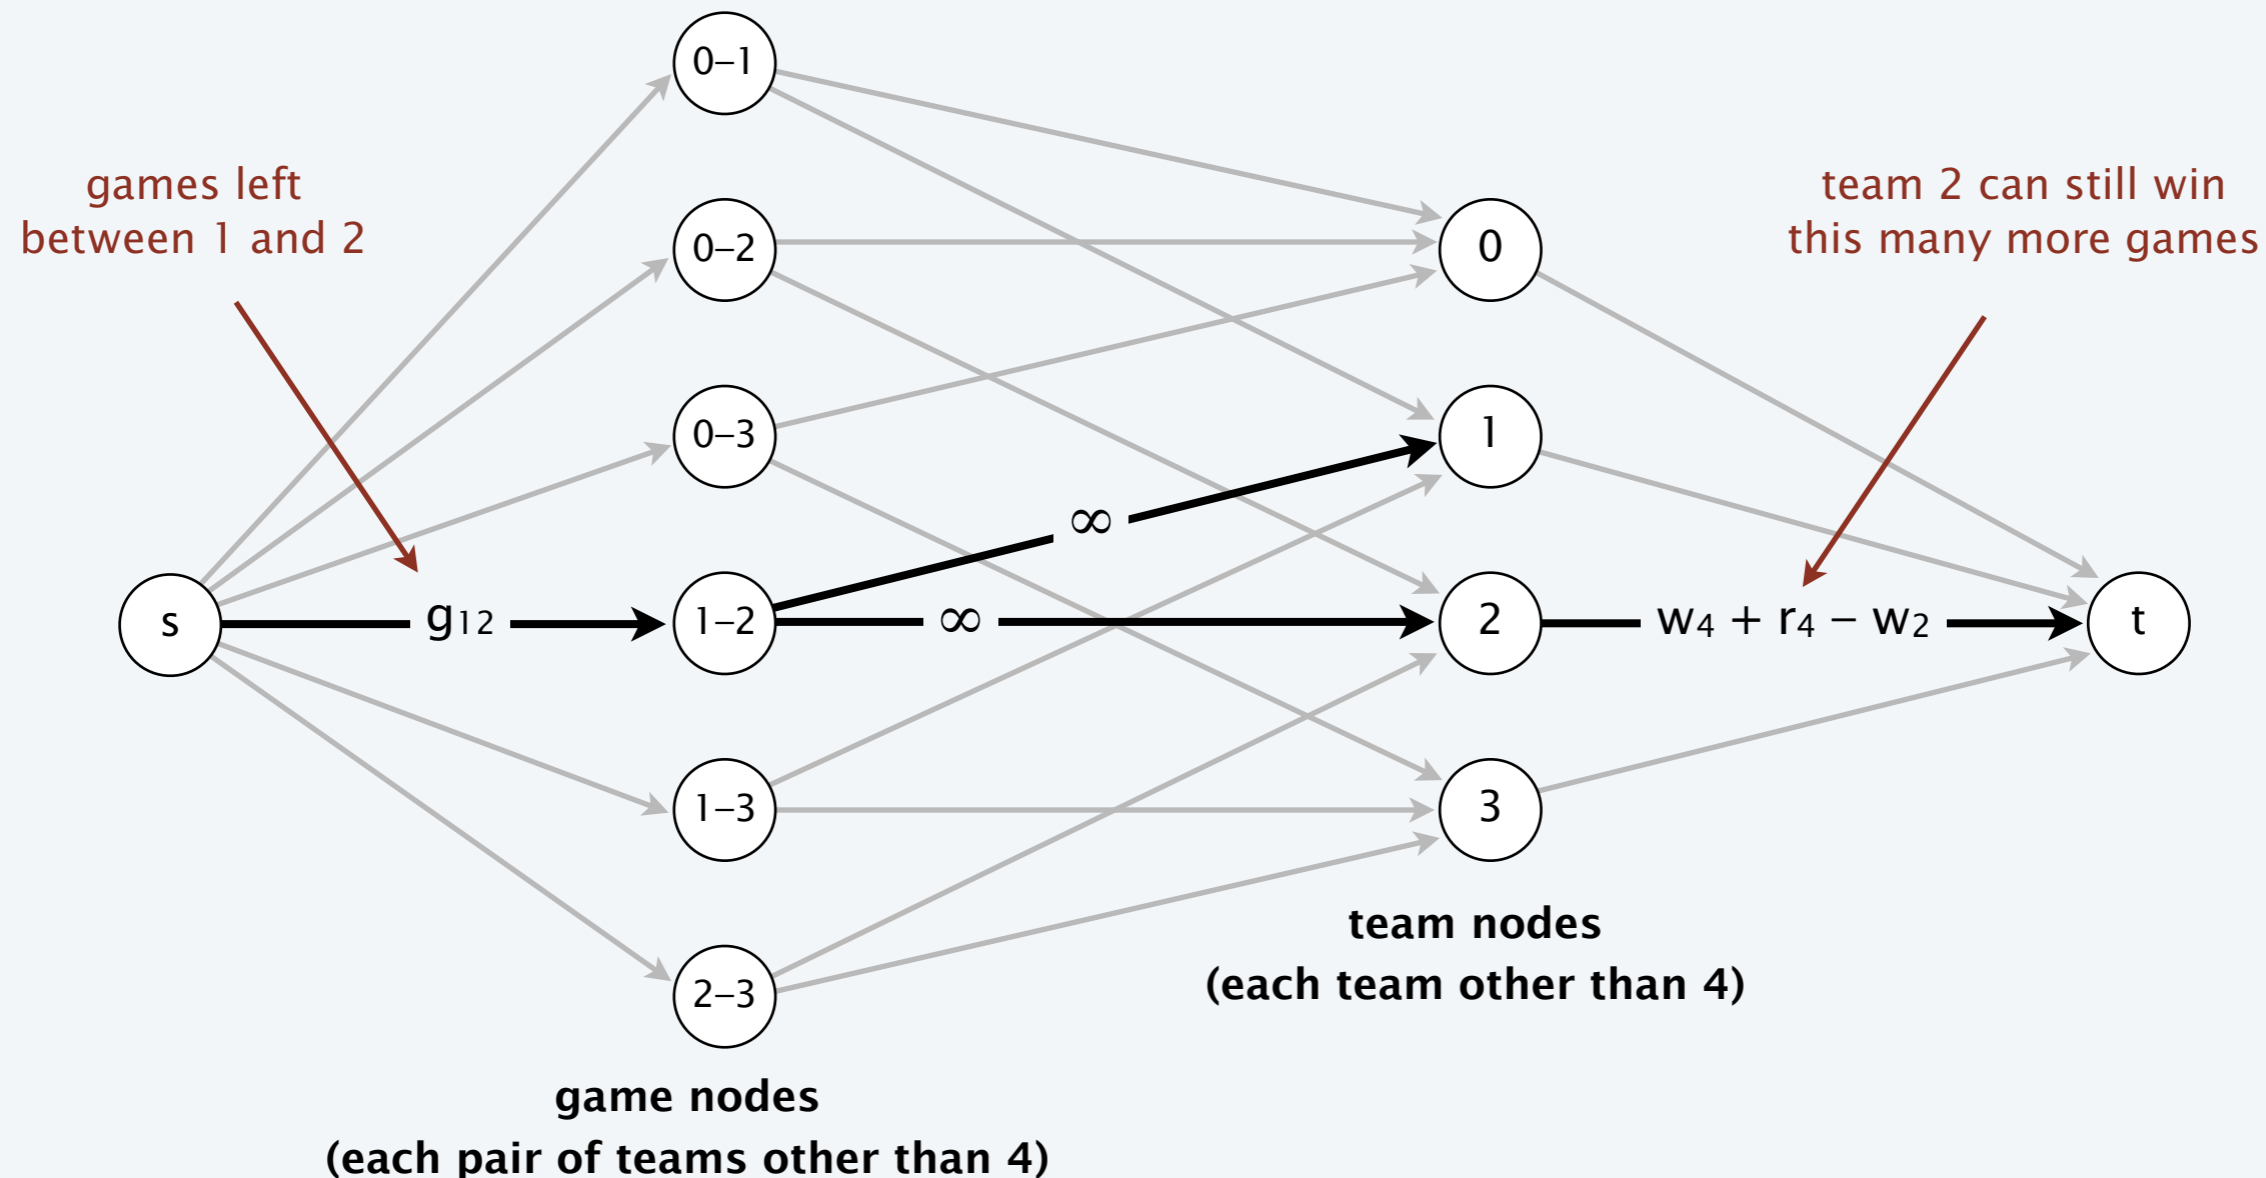 0–1
games left
between 1 and 2
team 2 can still win
this many more games
0–2
0
0–3
1
∞
s
g12
1–2
∞
2
w4 + r4 – w2
t
1–3
3
team nodes
(each team other than 4)
2–3
game nodes
(each pair of teams other than 4)